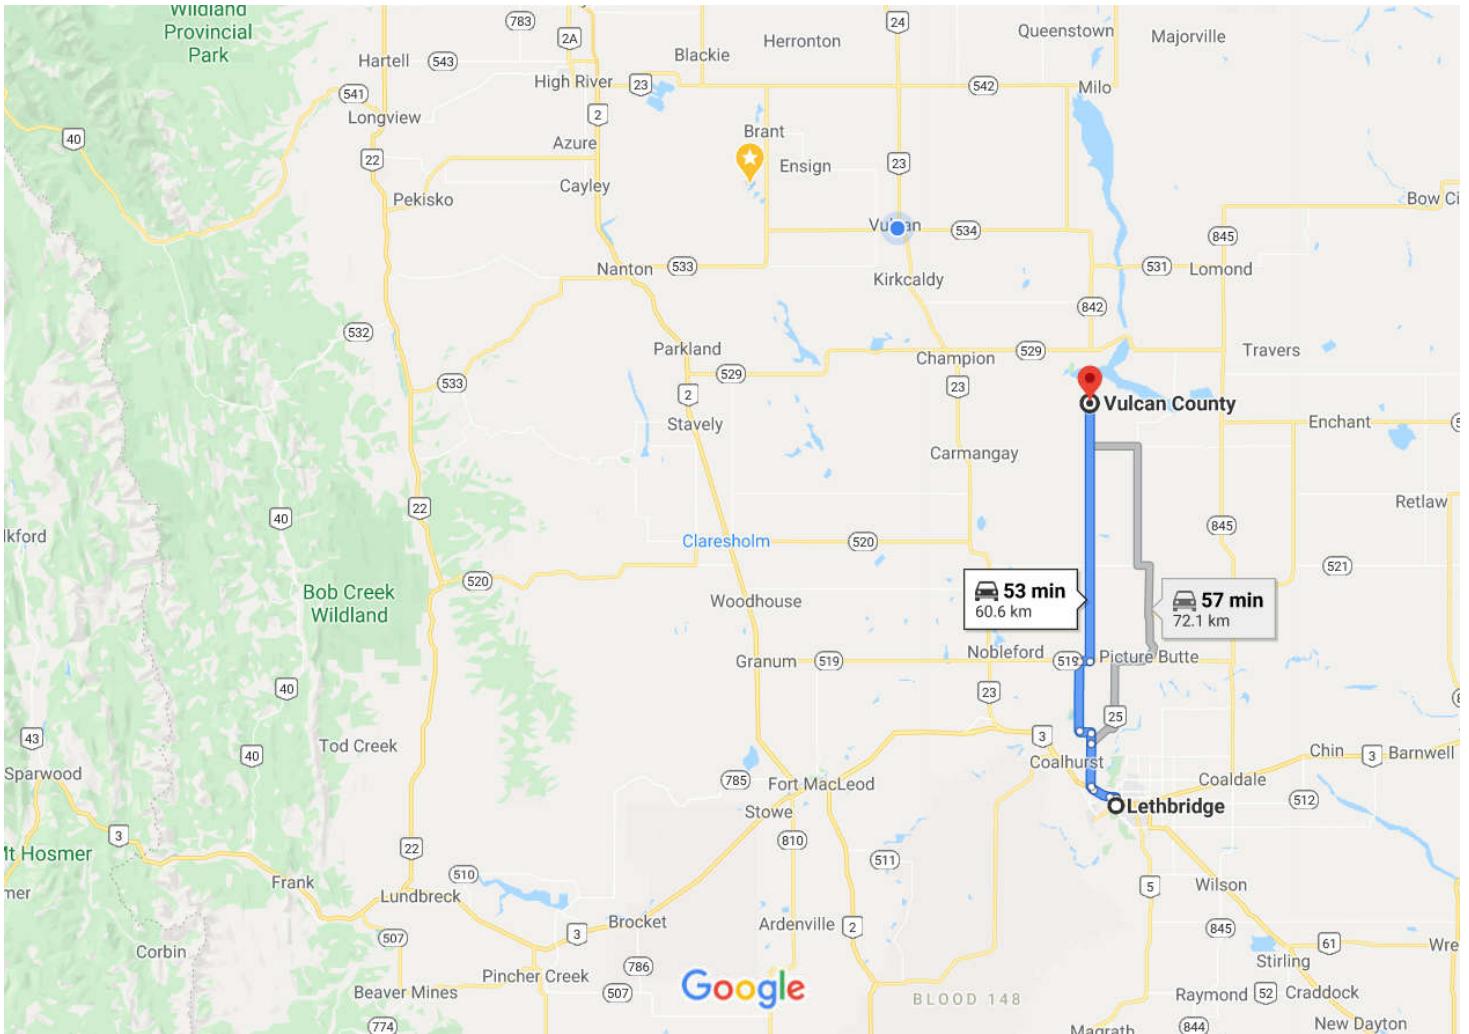 Wildland
Provincial
Park
783
2A
24
Queenstown
Majorville
Herronton
Blackie
Hartell
543
High River
23
542
Milo
541
Longview
2
40
Azure
Brant
22
23
Ensign
Cayley
Pekisko
Bow Ci
Vulcan
534
845
Nanton
533
531
Lomond
Kirkcaldy
842
532
Parkland
Champion
529
Travers
529
533
2
23
Vulcan County
Stavely
Enchant
Carmangay
Retlaw
22
40
845
lkford
Claresholm
520
521
520
Bob Creek
Wildland
53 min
60.6 km
57 min
72.1 km
Woodhouse
Nobleford
Granum
519
519
Picture Butte
40
23
25
43
Tod Creek
40
3
Chin
3
Barnwell
Sparwood
Coalhurst
785
Fort MacLeod
Coaldale
512
Stowe
Lethbridge
3
810
22
Mt Hosmer
511
mer
Frank
510
Lundbreck
5
Wilson
Brocket
Ardenville
2
845
3
507
61
Wre
Corbin
Stirling
786
Pincher Creek
Google
507
Beaver Mines
BLOOD 148
Raymond
52
Craddock
774
Magrath
844
New Dayton